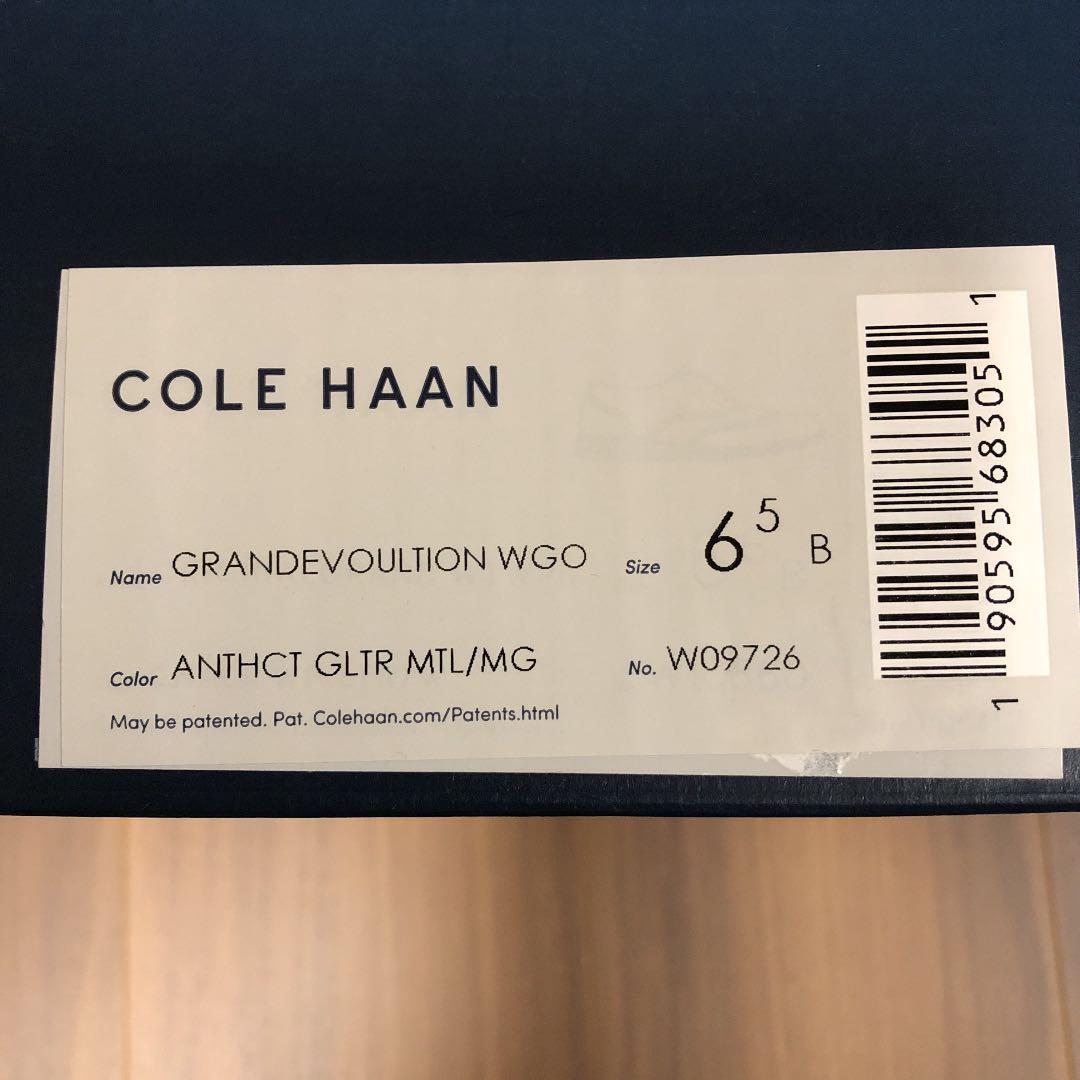 COLE HAAN
Name GRANDEVOULTION WGO
Size 6 5 B
Color ANTHCT GLTR MTL/MG
No. W09726
May be patented. Pat. Colehaan.com/Patents.html
1 90595 68305 1